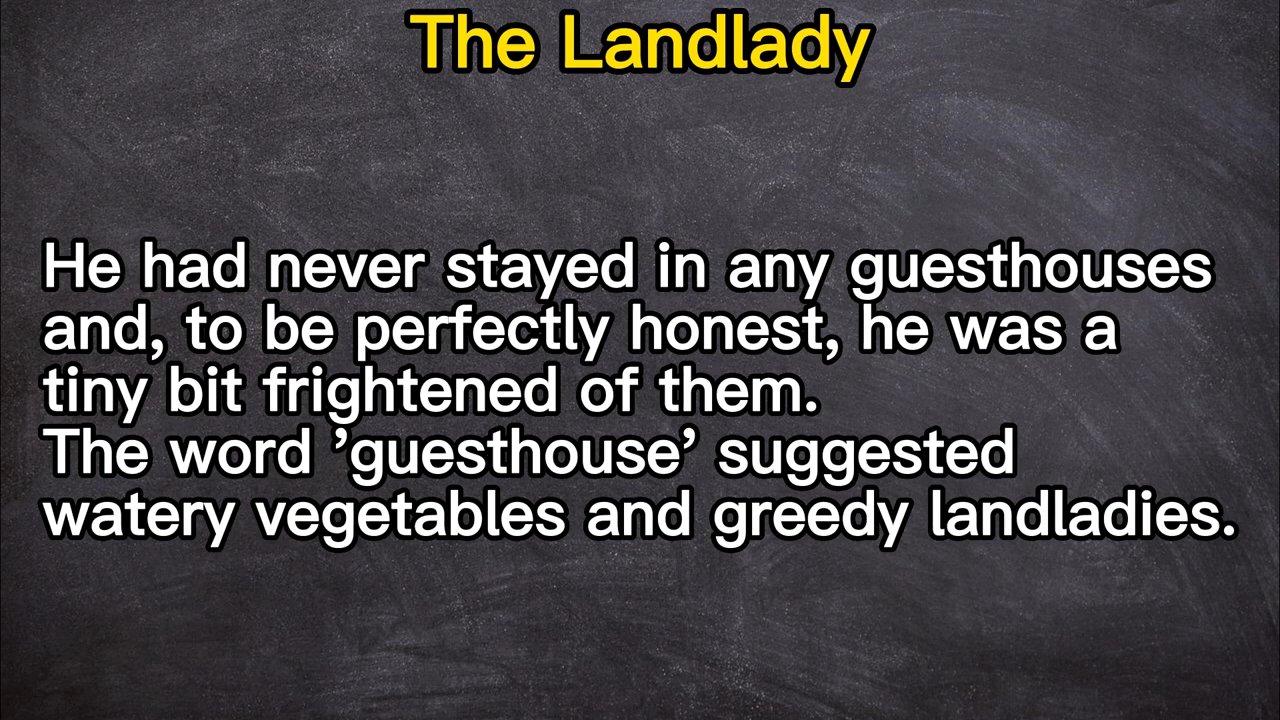 The Landlady
He had never stayed in any guesthouses
and, to be perfectly honest, he was a
tiny bit frightened of them.
The word ’guesthouse’ suggested
watery vegetables and greedy landladies.